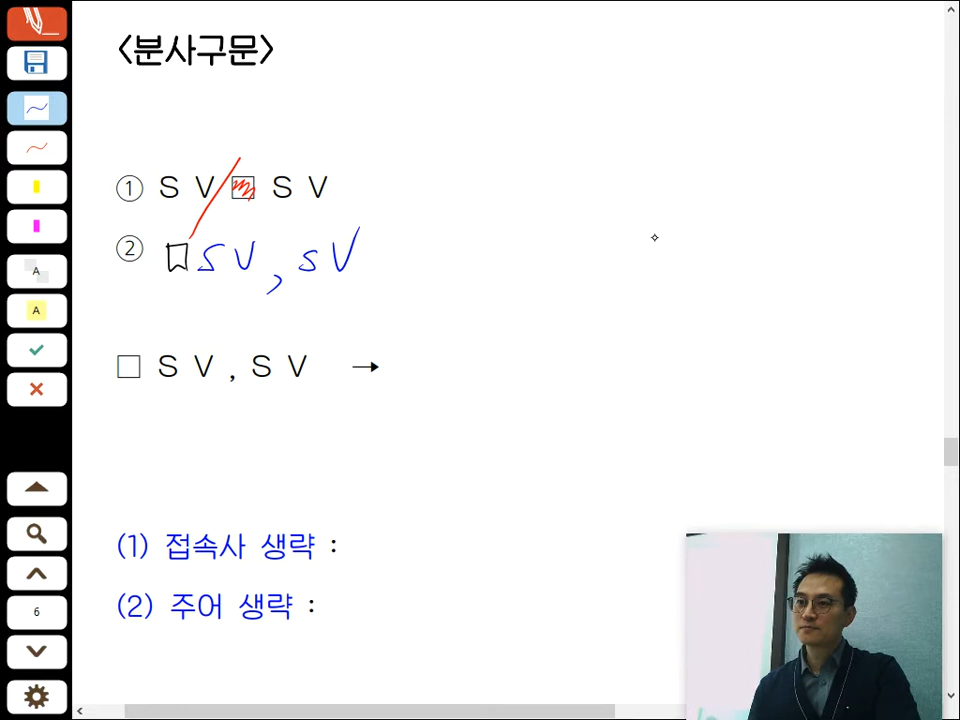 <분사구문>
① S V / □ S V
② □ S V , S V
□ S V , S V →
(1) 접속사 생략 :
(2) 주어 생략 :
A
A
6